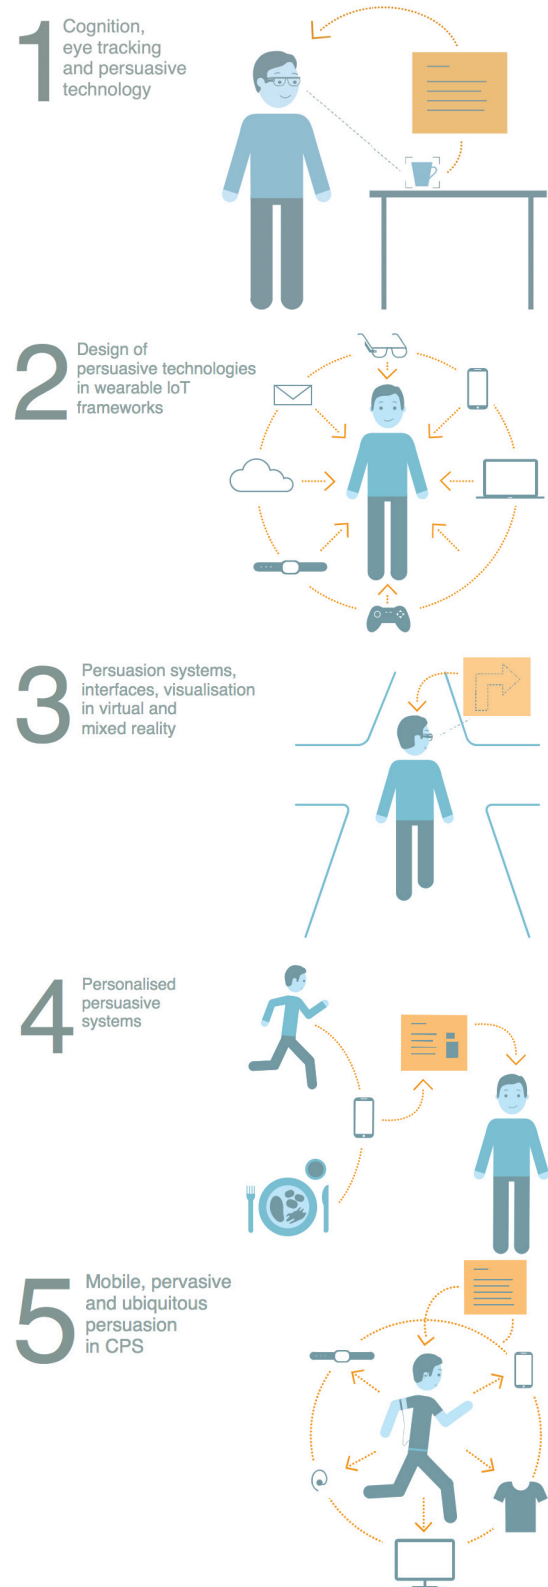 1
Cognition,
eye tracking
and persuasive
technology
2
Design of
persuasive technologies
in wearable IoT
frameworks
3
Persuasion systems,
interfaces, visualisation
in virtual and
mixed reality
4
Personalised
persuasive
systems
5
Mobile, pervasive
and ubiquitous
persuasion
in CPS